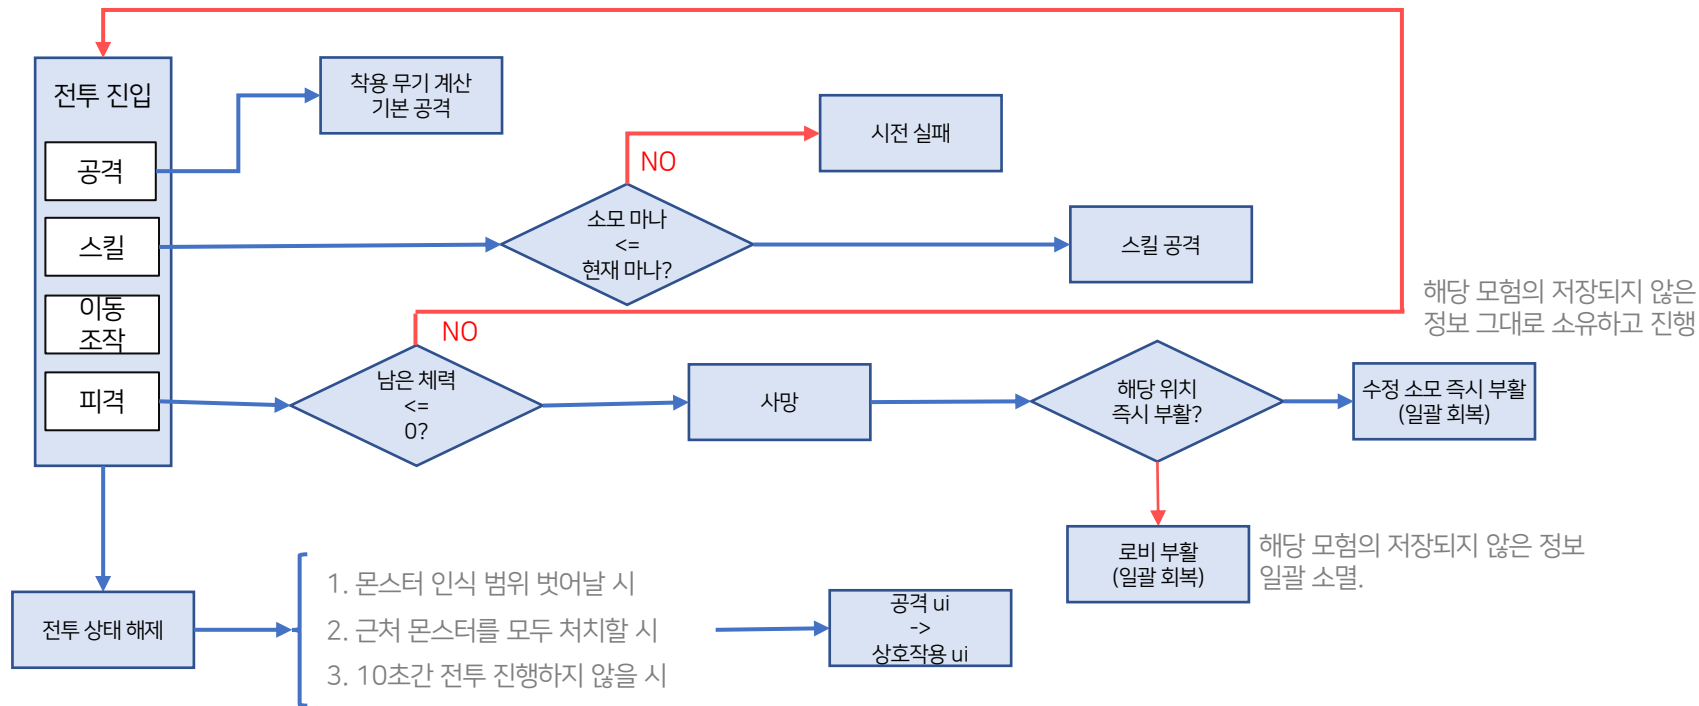 전투 진입
공격
스킬
이동
조작
피격
착용 무기 계산
기본 공격
시전 실패
NO
소모 마나
<=
현재 마나?
스킬 공격
해당 모험의 저장되지 않은
정보 그대로 소유하고 진행
NO
남은 체력
<=
0?
사망
해당 위치
즉시 부활?
수정 소모 즉시 부활
(일괄 회복)
로비 부활
(일괄 회복)
해당 모험의 저장되지 않은 정보
일괄 소멸.
전투 상태 해제
1. 몬스터 인식 범위 벗어날 시
2. 근처 몬스터를 모두 처치할 시
3. 10초간 전투 진행하지 않을 시
공격 ui
->
상호작용 ui